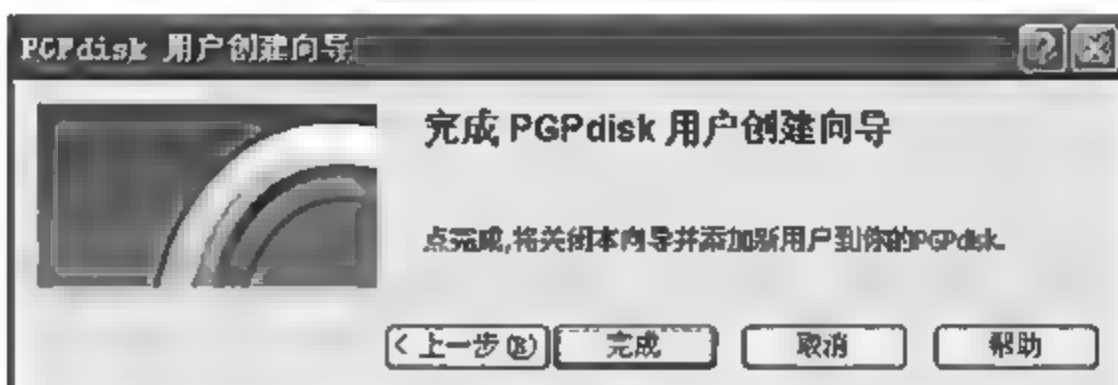 PGPdisk 用户创建向导
完成 PGPdisk 用户创建向导
点完成,将关闭本向导并添加新用户到你的PGPdisk.
< 上一步(B) 完成 取消 帮助